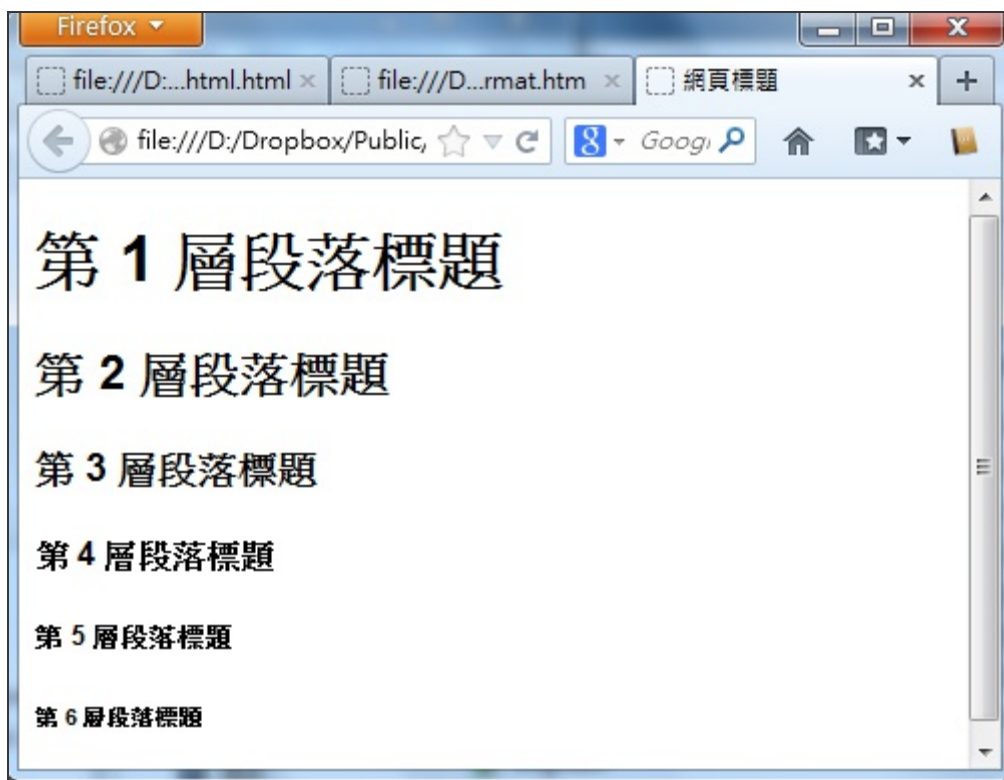 Firefox
file:///D:...html.html
file:///D...rmat.htm
網頁標題
file:///D:/Dropbox/Public,
8
Googl
第 1 層段落標題
第 2 層段落標題
第 3 層段落標題
第 4 層段落標題
第 5 層段落標題
第 6 層段落標題